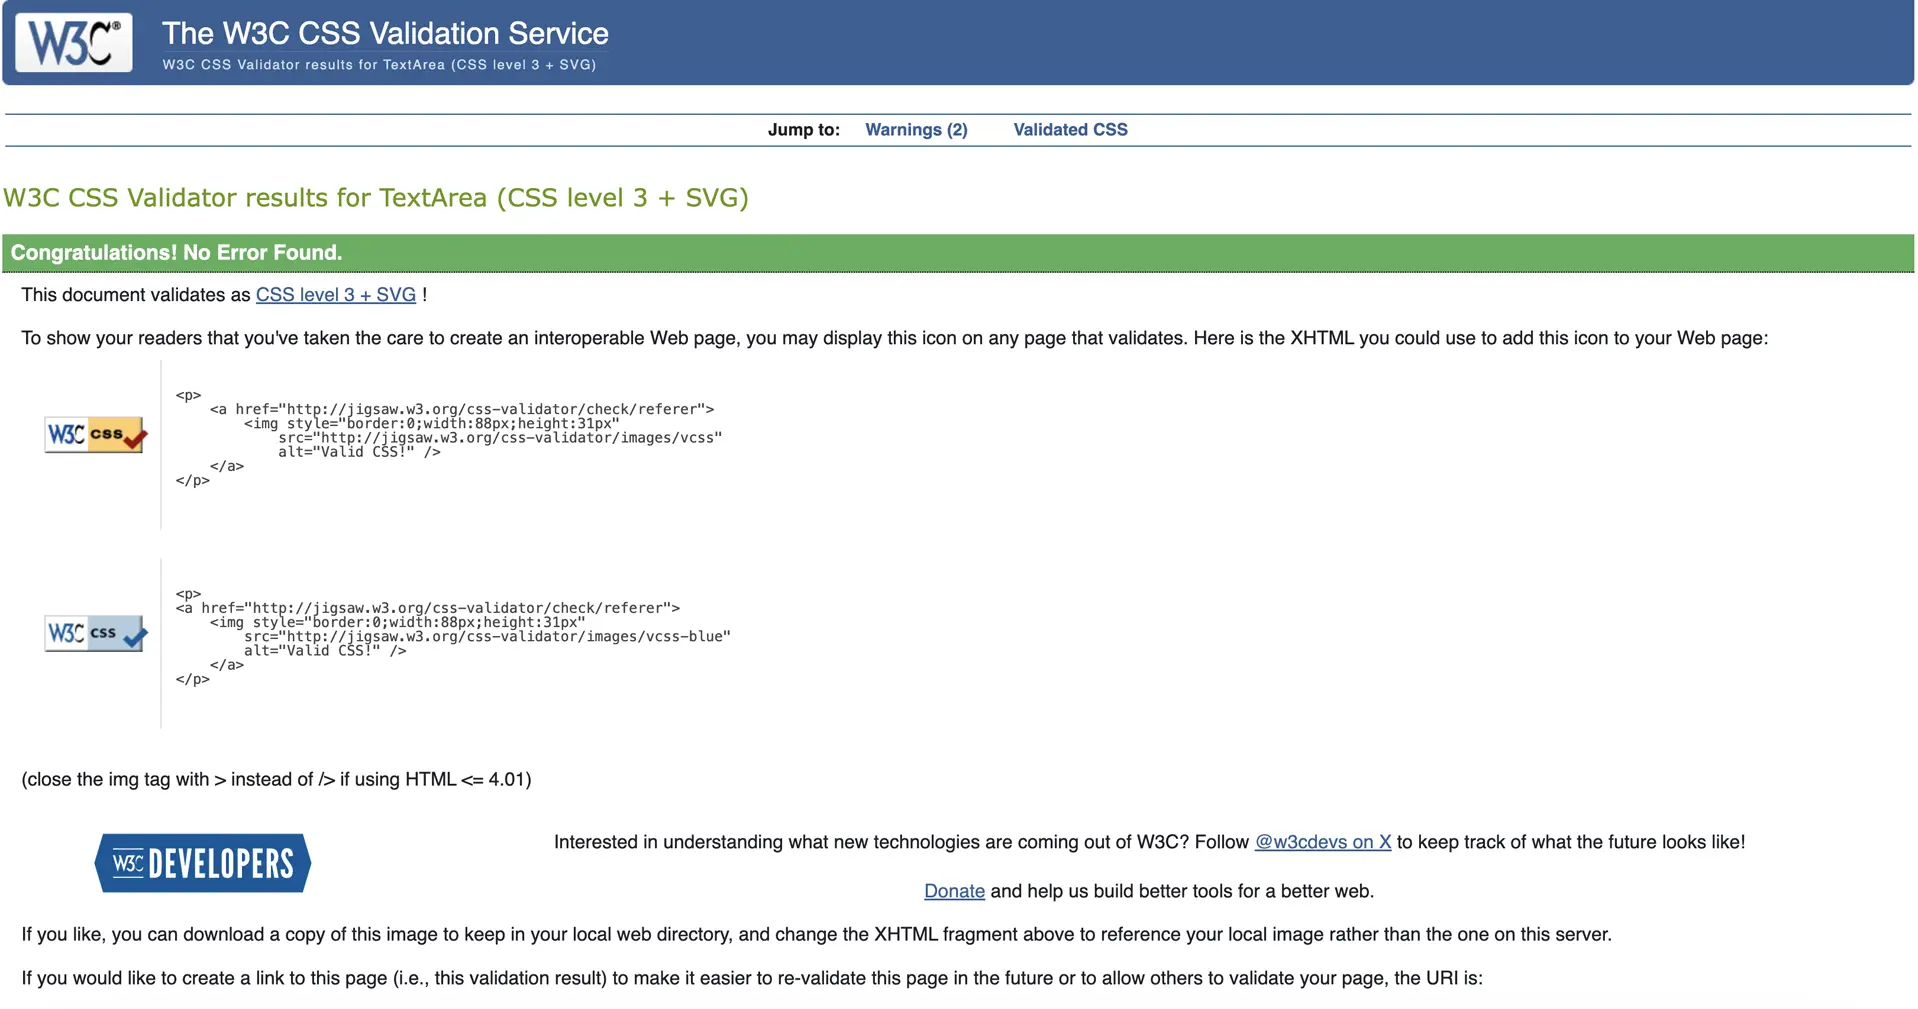 W3C®
The W3C CSS Validation Service
W3C CSS Validator results for TextArea (CSS level 3 + SVG)
Jump to: Warnings (2) Validated CSS
W3C CSS Validator results for TextArea (CSS level 3 + SVG)
Congratulations! No Error Found.
This document validates as CSS level 3 + SVG !
To show your readers that you've taken the care to create an interoperable Web page, you may display this icon on any page that validates. Here is the XHTML you could use to add this icon to your Web page:
W3C css
<p>
<a href="http://jigsaw.w3.org/css-validator/check/referer">
<img style="border:0;width:88px;height:31px"
src="http://jigsaw.w3.org/css-validator/images/vcss"
alt="Valid CSS!" />
</a>
</p>
W3C css
<p>
<a href="http://jigsaw.w3.org/css-validator/check/referer">
<img style="border:0;width:88px;height:31px"
src="http://jigsaw.w3.org/css-validator/images/vcss-blue"
alt="Valid CSS!" />
</a>
</p>
(close the img tag with > instead of /> if using HTML <= 4.01)
W3C DEVELOPERS
Interested in understanding what new technologies are coming out of W3C? Follow @w3cdevs on X to keep track of what the future looks like!
Donate and help us build better tools for a better web.
If you like, you can download a copy of this image to keep in your local web directory, and change the XHTML fragment above to reference your local image rather than the one on this server.
If you would like to create a link to this page (i.e., this validation result) to make it easier to re-validate this page in the future or to allow others to validate your page, the URI is: